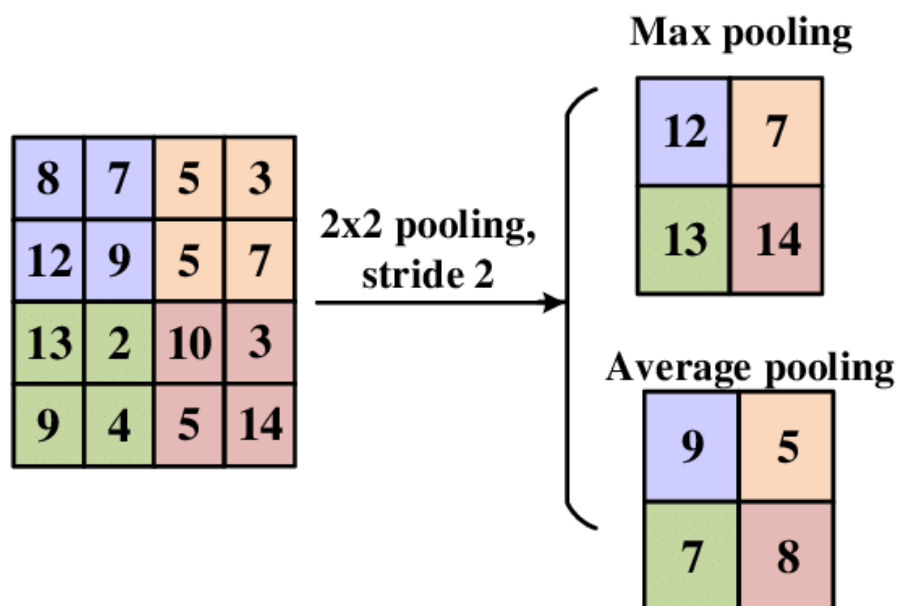 Max pooling
12 7
13 14
8 7 5 3
12 9 5 7
13 2 10 3
9 4 5 14
2x2 pooling,
stride 2
Average pooling
9 5
7 8